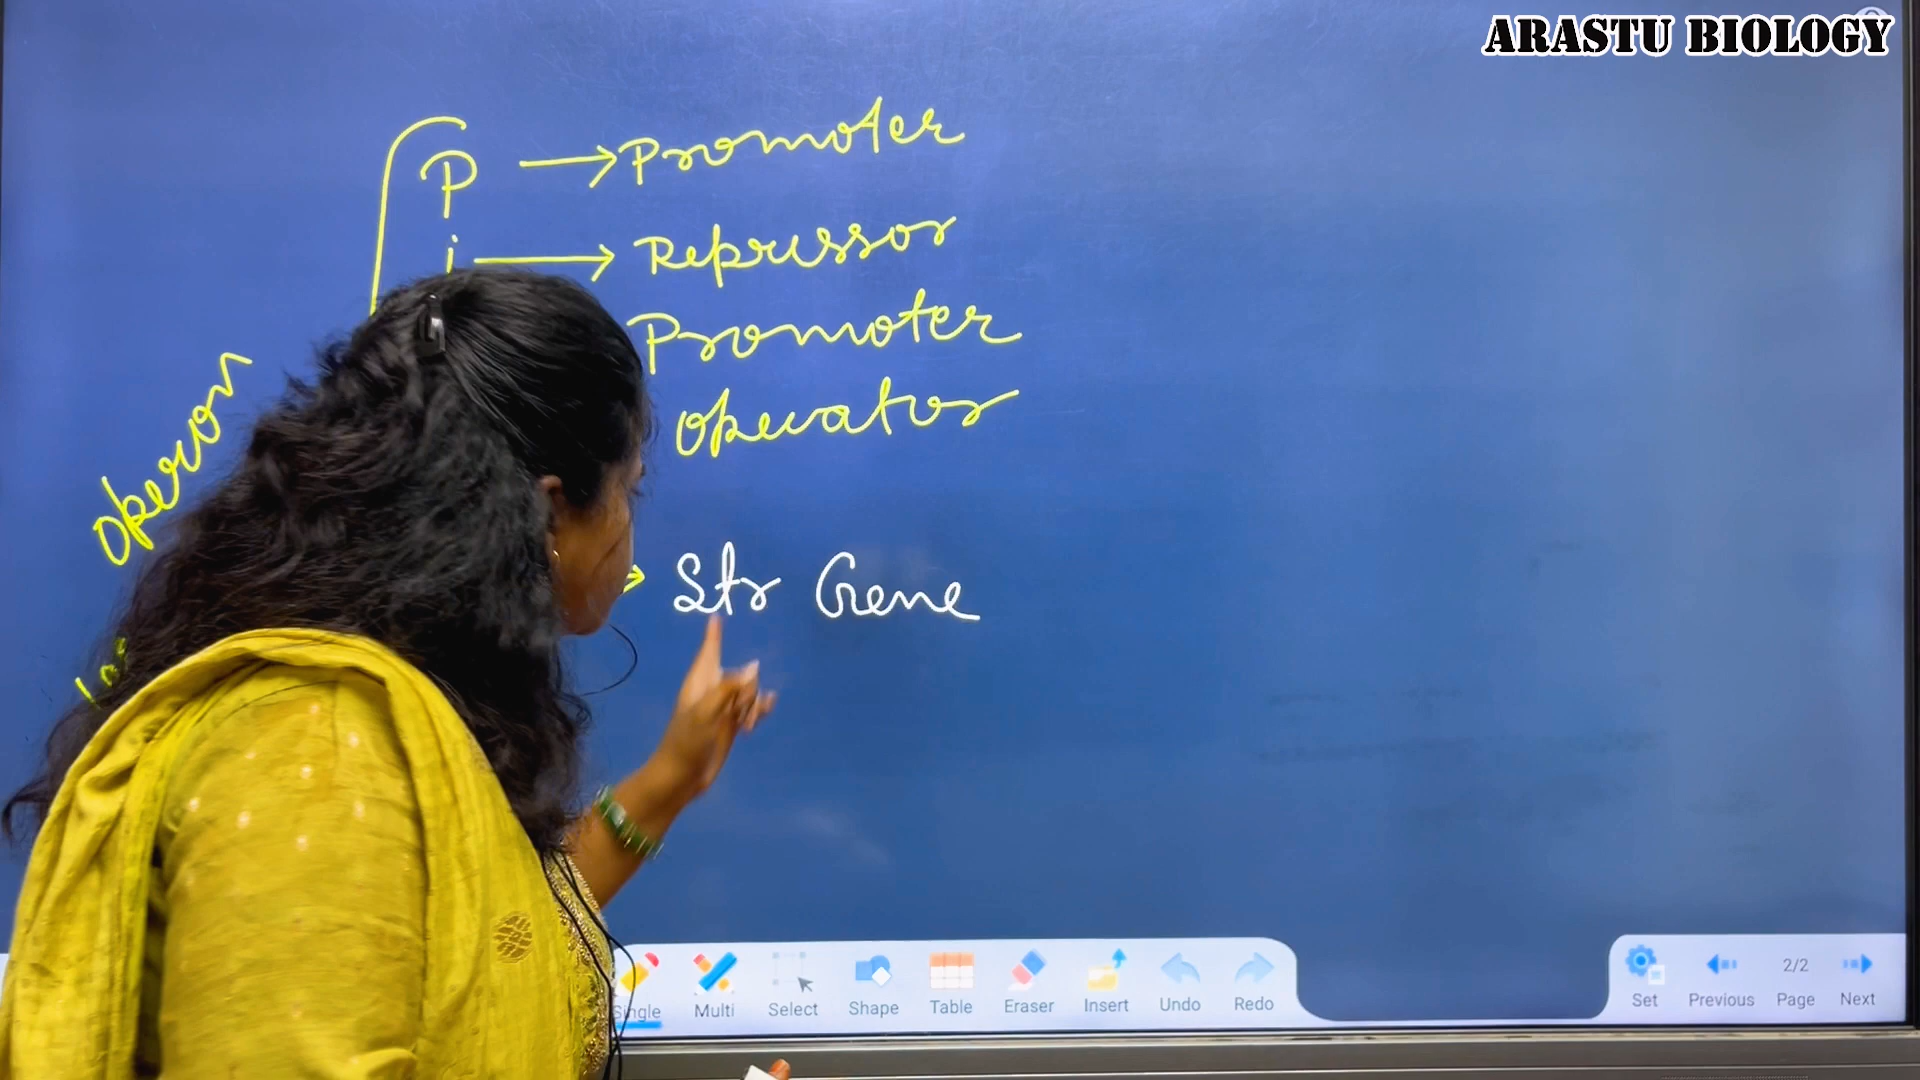 ARASTU BIOLOGY
P → Promoter
i → Repressor
Promoter
Operator
Operon
→ Str Gene
Single Multi Select Shape Table Eraser Insert Undo Redo
Set Previous 2/2 Page Next